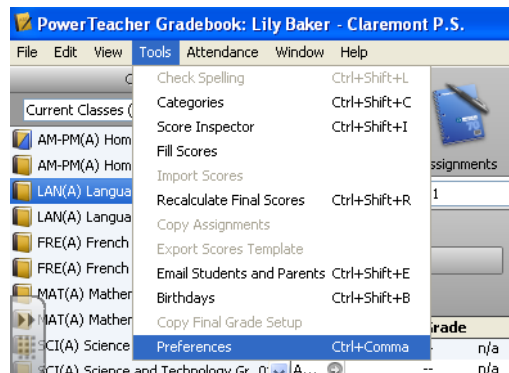 PowerTeacher Gradebook: Lily Baker - Claremont P.S.
File Edit View Tools Attendance Window Help
Check Spelling Ctrl+Shift+L
Current Classes ( Categories Ctrl+Shift+C
Score Inspector Ctrl+Shift+I
AM-PM(A) Hom Fill Scores
AM-PM(A) Hom Import Scores ssignments
LAN(A) Langua Recalculate Final Scores Ctrl+Shift+R 1
LAN(A) Langua Copy Assignments
FRE(A) French Export Scores Template
FRE(A) French Email Students and Parents Ctrl+Shift+E
MAT(A) Mather Birthdays Ctrl+Shift+B
MAT(A) Mather Copy Final Grade Setup rade
SCI(A) Science Preferences Ctrl+Comma -- n/a
SCI(A) Science and Technology Gr. 0 A... -- n/a